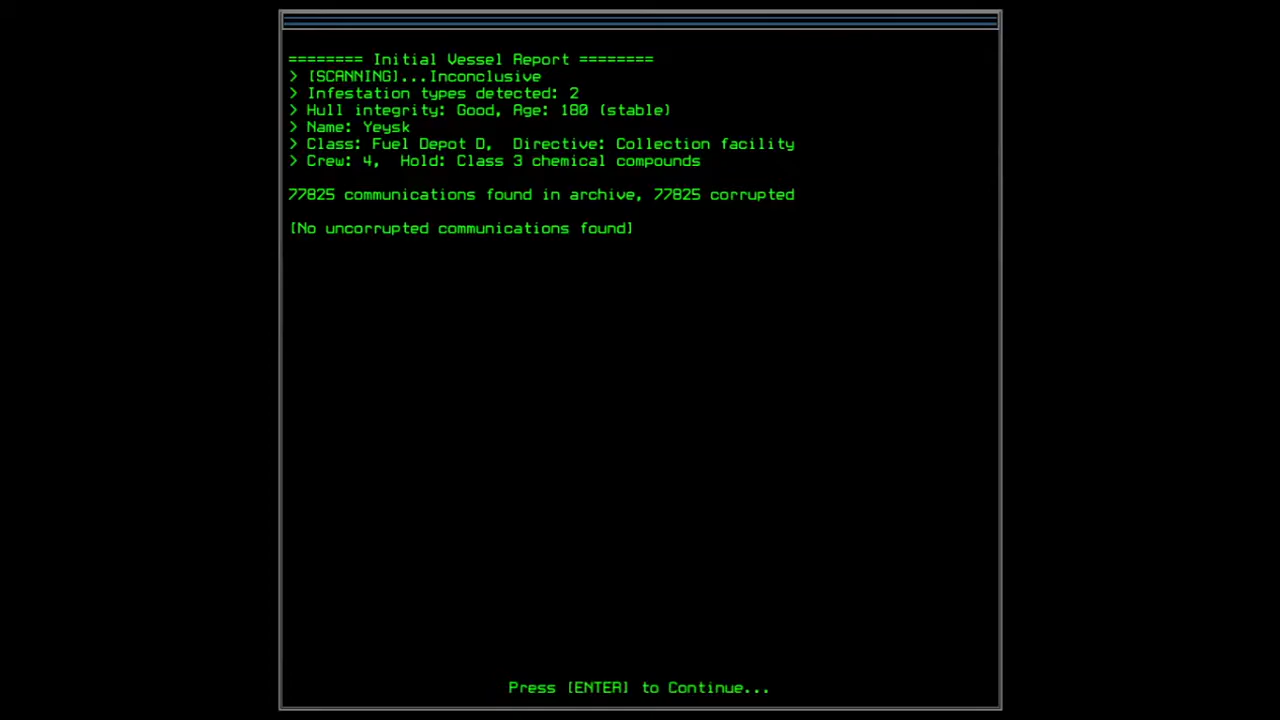 ======== Initial Vessel Report ========
> [SCANNING]...Inconclusive
> Infestation types detected: 2
> Hull integrity: Good, Age: 180 (stable)
> Name: Yeysk
> Class: Fuel Depot D,  Directive: Collection facility
> Crew: 4,  Hold: Class 3 chemical compounds
77825 communications found in archive, 77825 corrupted
[No uncorrupted communications found]
Press [ENTER] to Continue...